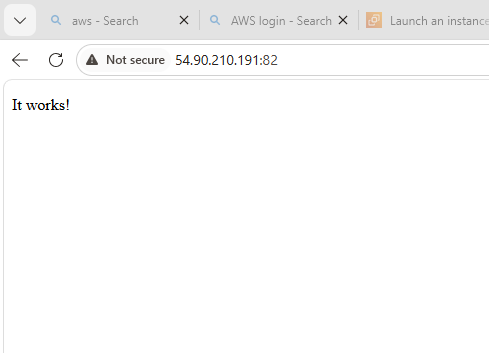 aws - Search
AWS login - Search
Launch an instance
Not secure
54.90.210.191:82
It works!